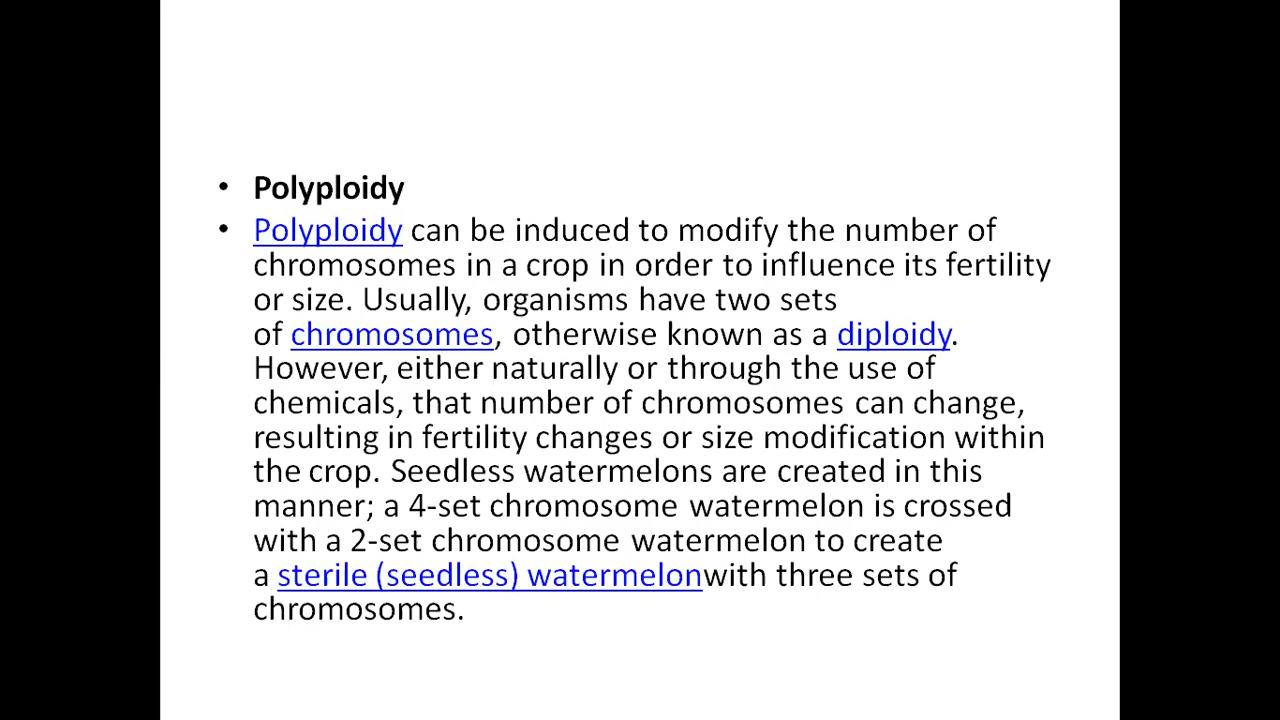 • Polyploidy
• Polyploidy can be induced to modify the number of
chromosomes in a crop in order to influence its fertility
or size. Usually, organisms have two sets
of chromosomes, otherwise known as a diploidy.
However, either naturally or through the use of
chemicals, that number of chromosomes can change,
resulting in fertility changes or size modification within
the crop. Seedless watermelons are created in this
manner; a 4-set chromosome watermelon is crossed
with a 2-set chromosome watermelon to create
a sterile (seedless) watermelonwith three sets of
chromosomes.